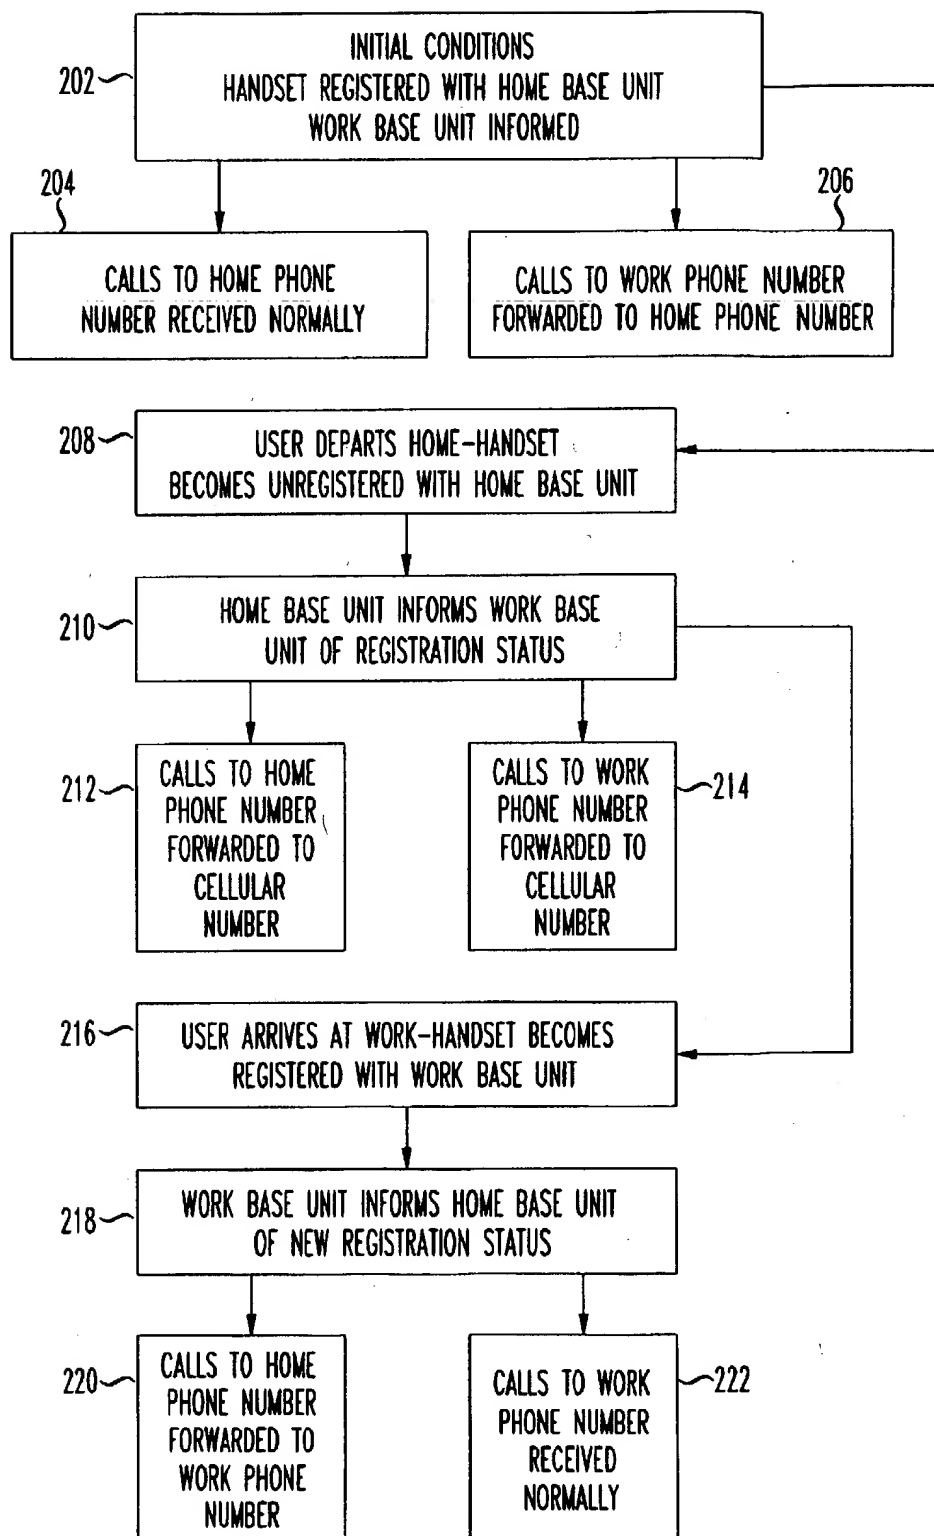 INITIAL CONDITIONS
202
HANDSET REGISTERED WITH HOME BASE UNIT
WORK BASE UNIT INFORMED
204
206
CALLS TO HOME PHONE
NUMBER RECEIVED NORMALLY
CALLS TO WORK PHONE NUMBER
FORWARDED TO HOME PHONE NUMBER
208
USER DEPARTS HOME-HANDSET
BECOMES UNREGISTERED WITH HOME BASE UNIT
210
HOME BASE UNIT INFORMS WORK BASE
UNIT OF REGISTRATION STATUS
212
CALLS TO HOME
PHONE NUMBER
FORWARDED TO
CELLULAR
NUMBER
CALLS TO WORK
PHONE NUMBER
FORWARDED TO
CELLULAR
NUMBER
214
216
USER ARRIVES AT WORK-HANDSET BECOMES
REGISTERED WITH WORK BASE UNIT
218
WORK BASE UNIT INFORMS HOME BASE UNIT
OF NEW REGISTRATION STATUS
220
CALLS TO HOME
PHONE NUMBER
FORWARDED TO
WORK PHONE
NUMBER
CALLS TO WORK
PHONE NUMBER
RECEIVED
NORMALLY
222